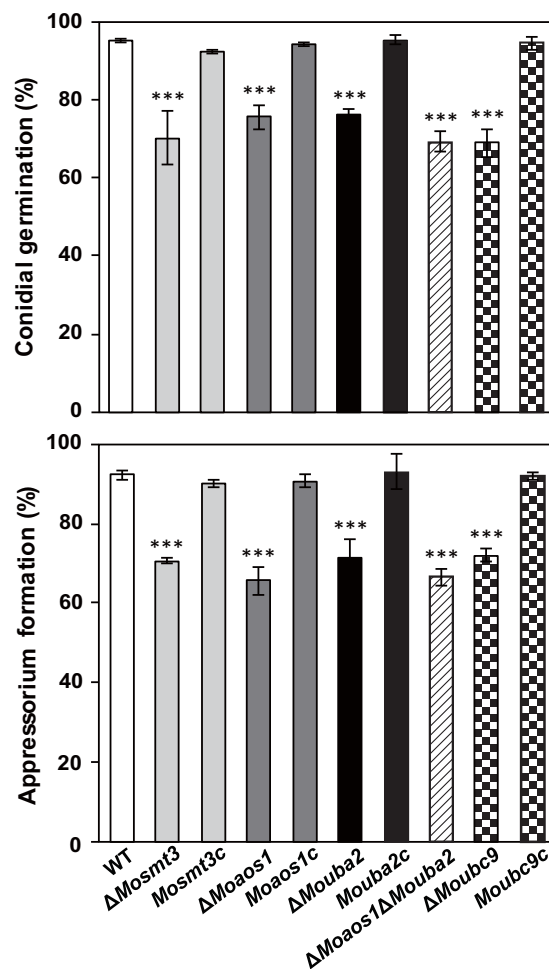 100
80
60
40
20
0
Conidial germination (%)
*** *** *** *** ***
100
80
60
40
20
0
Appressorium formation (%)
*** *** *** *** ***
WT
ΔMosmt3
Mosmt3c
ΔMoaos1
Moaos1c
ΔMouba2
Mouba2c
ΔMoaos1ΔMouba2
ΔMoubc9
Moubc9c